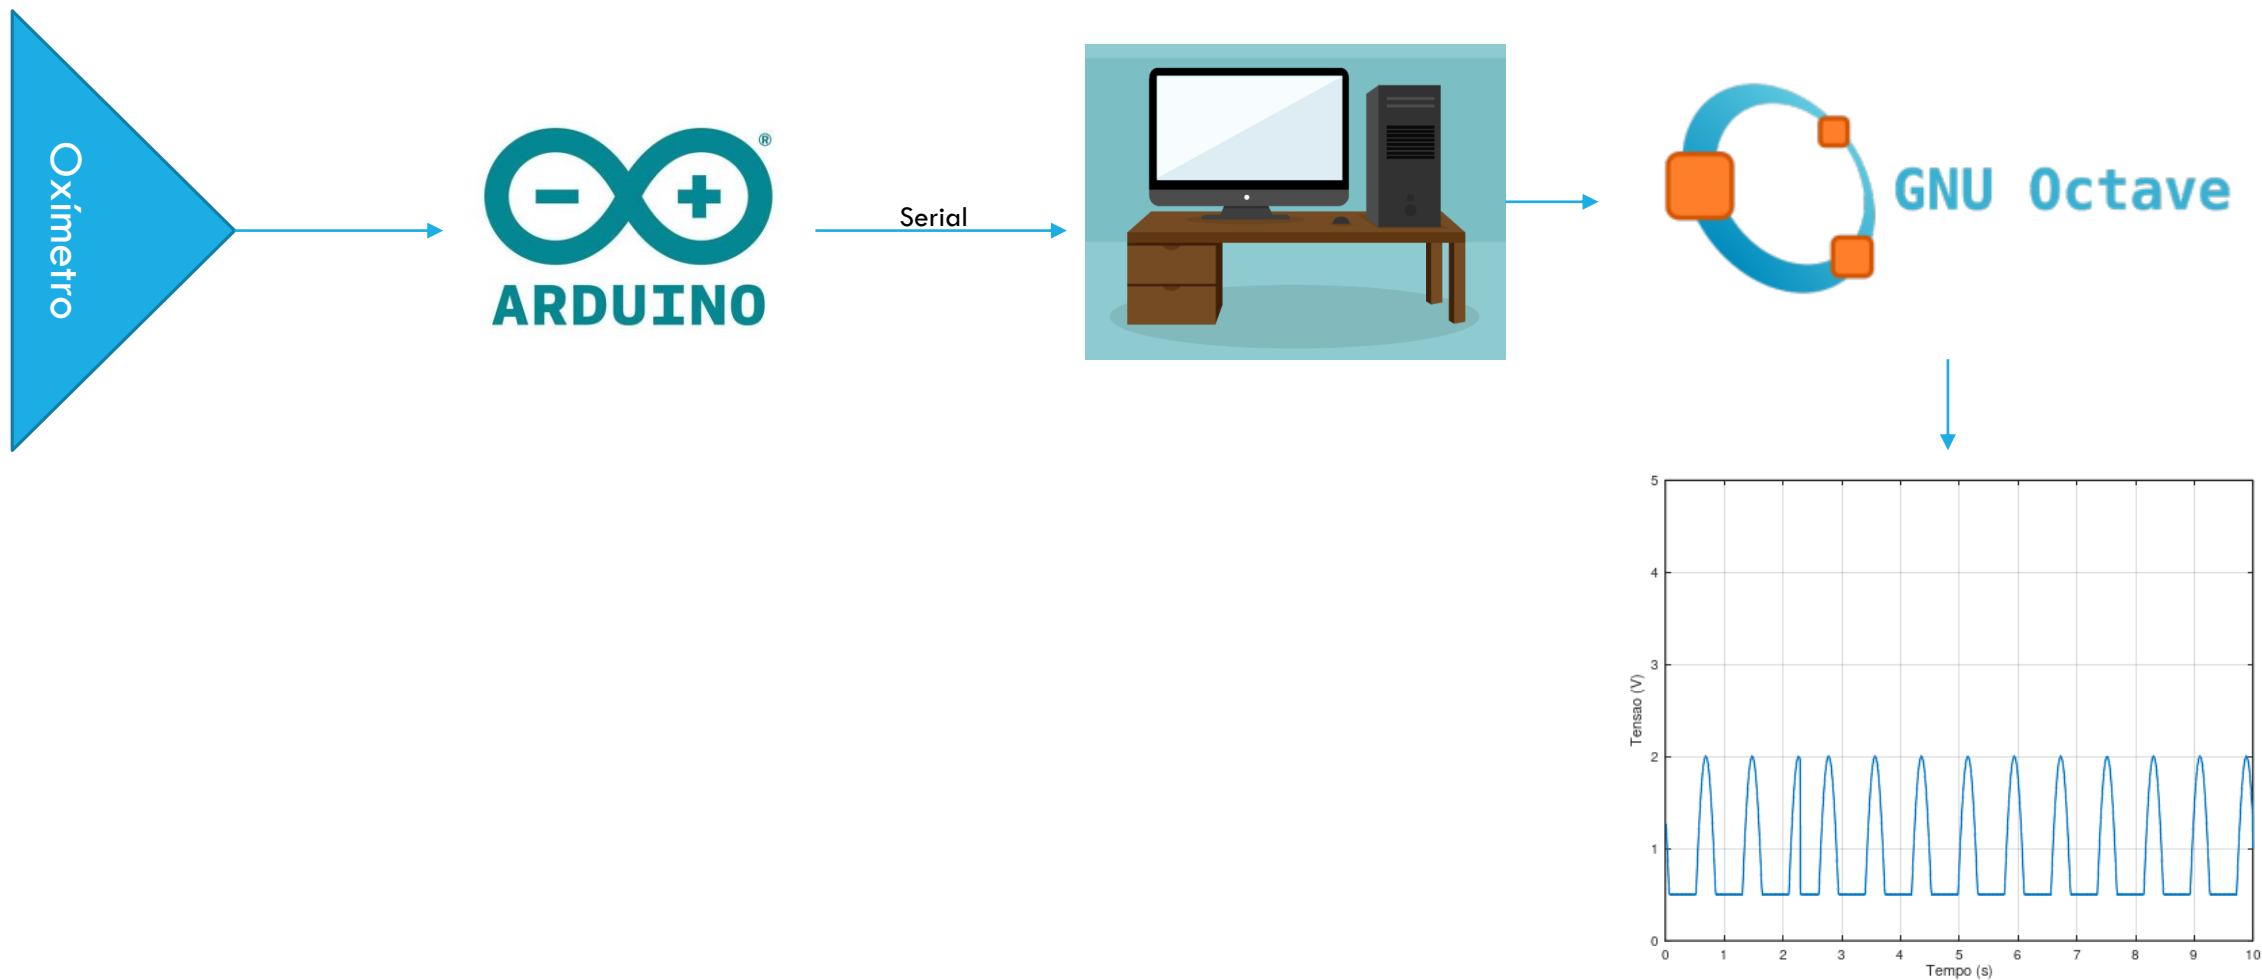 Oxímetro
®
ARDUINO
Serial
GNU Octave
5
4
3
2
1
0
Tensao (V)
0 1 2 3 4 5 6 7 8 9 10
Tempo (s)